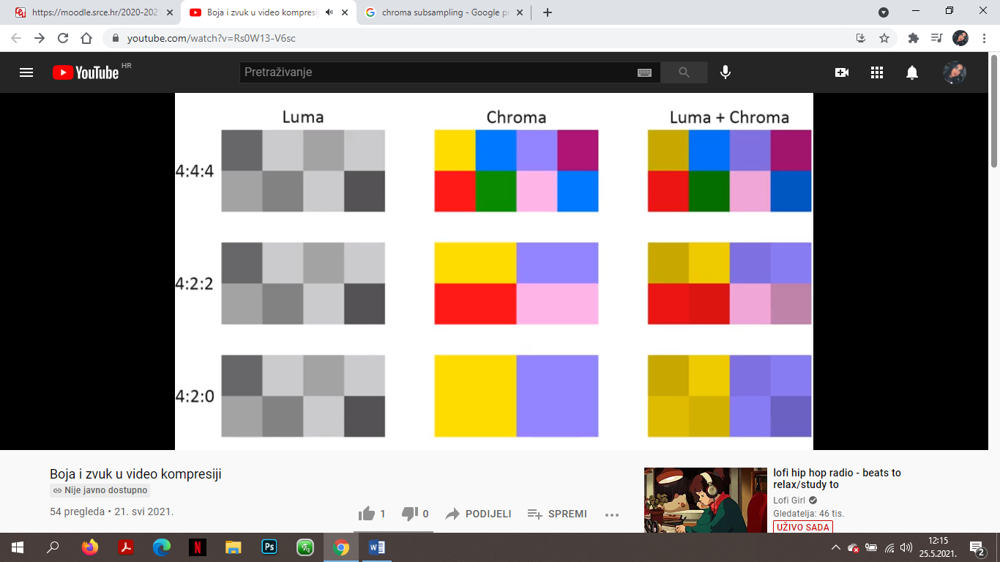 https://moodle.srce.hr/2020-202
Boja i zvuk u video kompresij
chroma subsampling - Google pr
youtube.com/watch?v=Rs0W13-V6sc
YouTube HR
Pretraživanje
Luma Chroma Luma + Chroma
4:4:4
4:2:2
4:2:0
Boja i zvuk u video kompresiji
Nije javno dostupno
54 pregleda • 21. svi 2021.
1 0 PODIJELI SPREMI
lofi hip hop radio - beats to
relax/study to
Lofi Girl
Gledatelja: 46 tis.
UŽIVO SADA
N
Ps
W
12:15
25.5.2021.
2